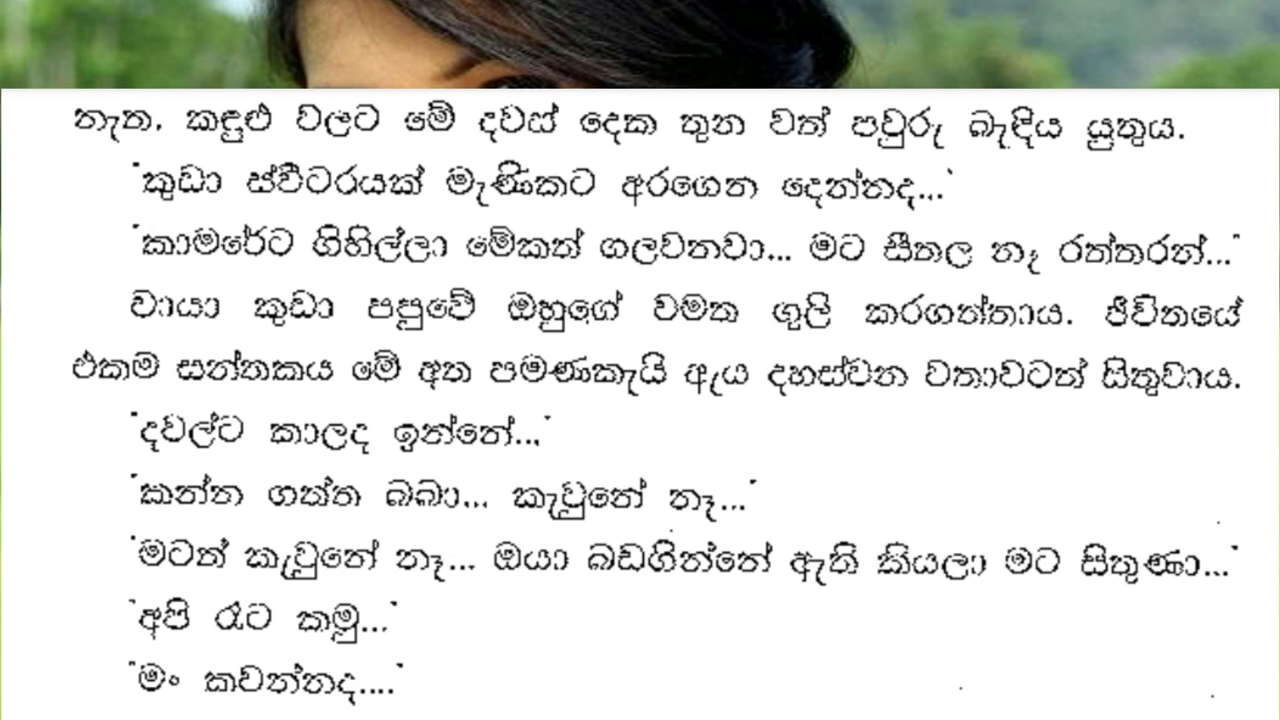 නැත. කඳුළු වලට මේ දවස් දෙක තුන වත් පවුරු බැඳිය යුතුය.
"කුඩා ස්වීටරයක් මැණිකට අරගෙන දෙන්නද..."
"කාමරේට ගිහිල්ලා මේකත් ගලවනවා... මට සීතල නෑ රත්තරන්..."
චායා කුඩා පපුවේ ඔහුගේ වමත ගුලි කරගත්තාය. ජීවිතයේ
එකම සන්තකය මේ අත පමණකැයි ඇය දහස්වන වතාවටත් සිතුවාය.
"දවල්ට කාලද ඉන්නේ..."
"කන්න ගත්ත බබා... කැවුනේ නෑ..."
"මටත් කැවුනේ නෑ... ඔයා බඩගින්නේ ඇති කියලා මට සිතුණා..."
"අපි රෑට කමු..."
"මං කවන්නද...."